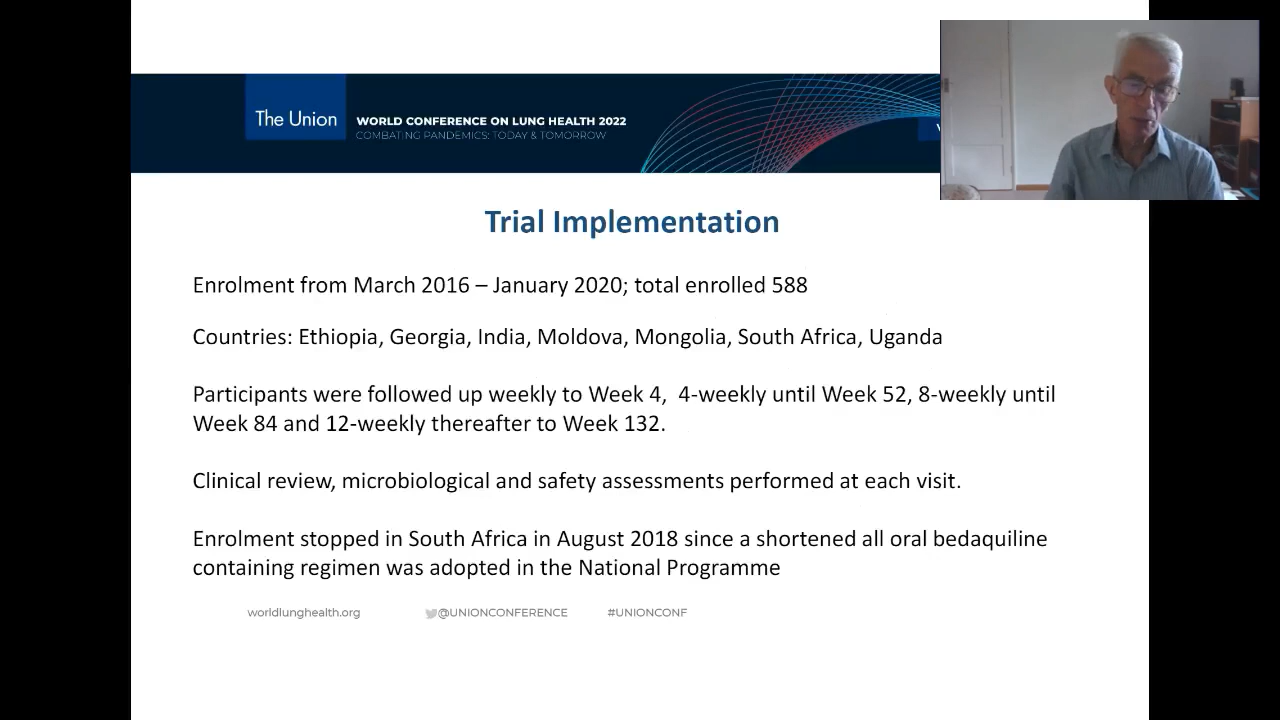 The Union
WORLD CONFERENCE ON LUNG HEALTH 2022
COMBATING PANDEMICS: TODAY & TOMORROW
Trial Implementation
Enrolment from March 2016 – January 2020; total enrolled 588
Countries: Ethiopia, Georgia, India, Moldova, Mongolia, South Africa, Uganda
Participants were followed up weekly to Week 4,  4-weekly until Week 52, 8-weekly until
Week 84 and 12-weekly thereafter to Week 132.
Clinical review, microbiological and safety assessments performed at each visit.
Enrolment stopped in South Africa in August 2018 since a shortened all oral bedaquiline
containing regimen was adopted in the National Programme
worldlunghealth.org
@UNIONCONFERENCE
#UNIONCONF